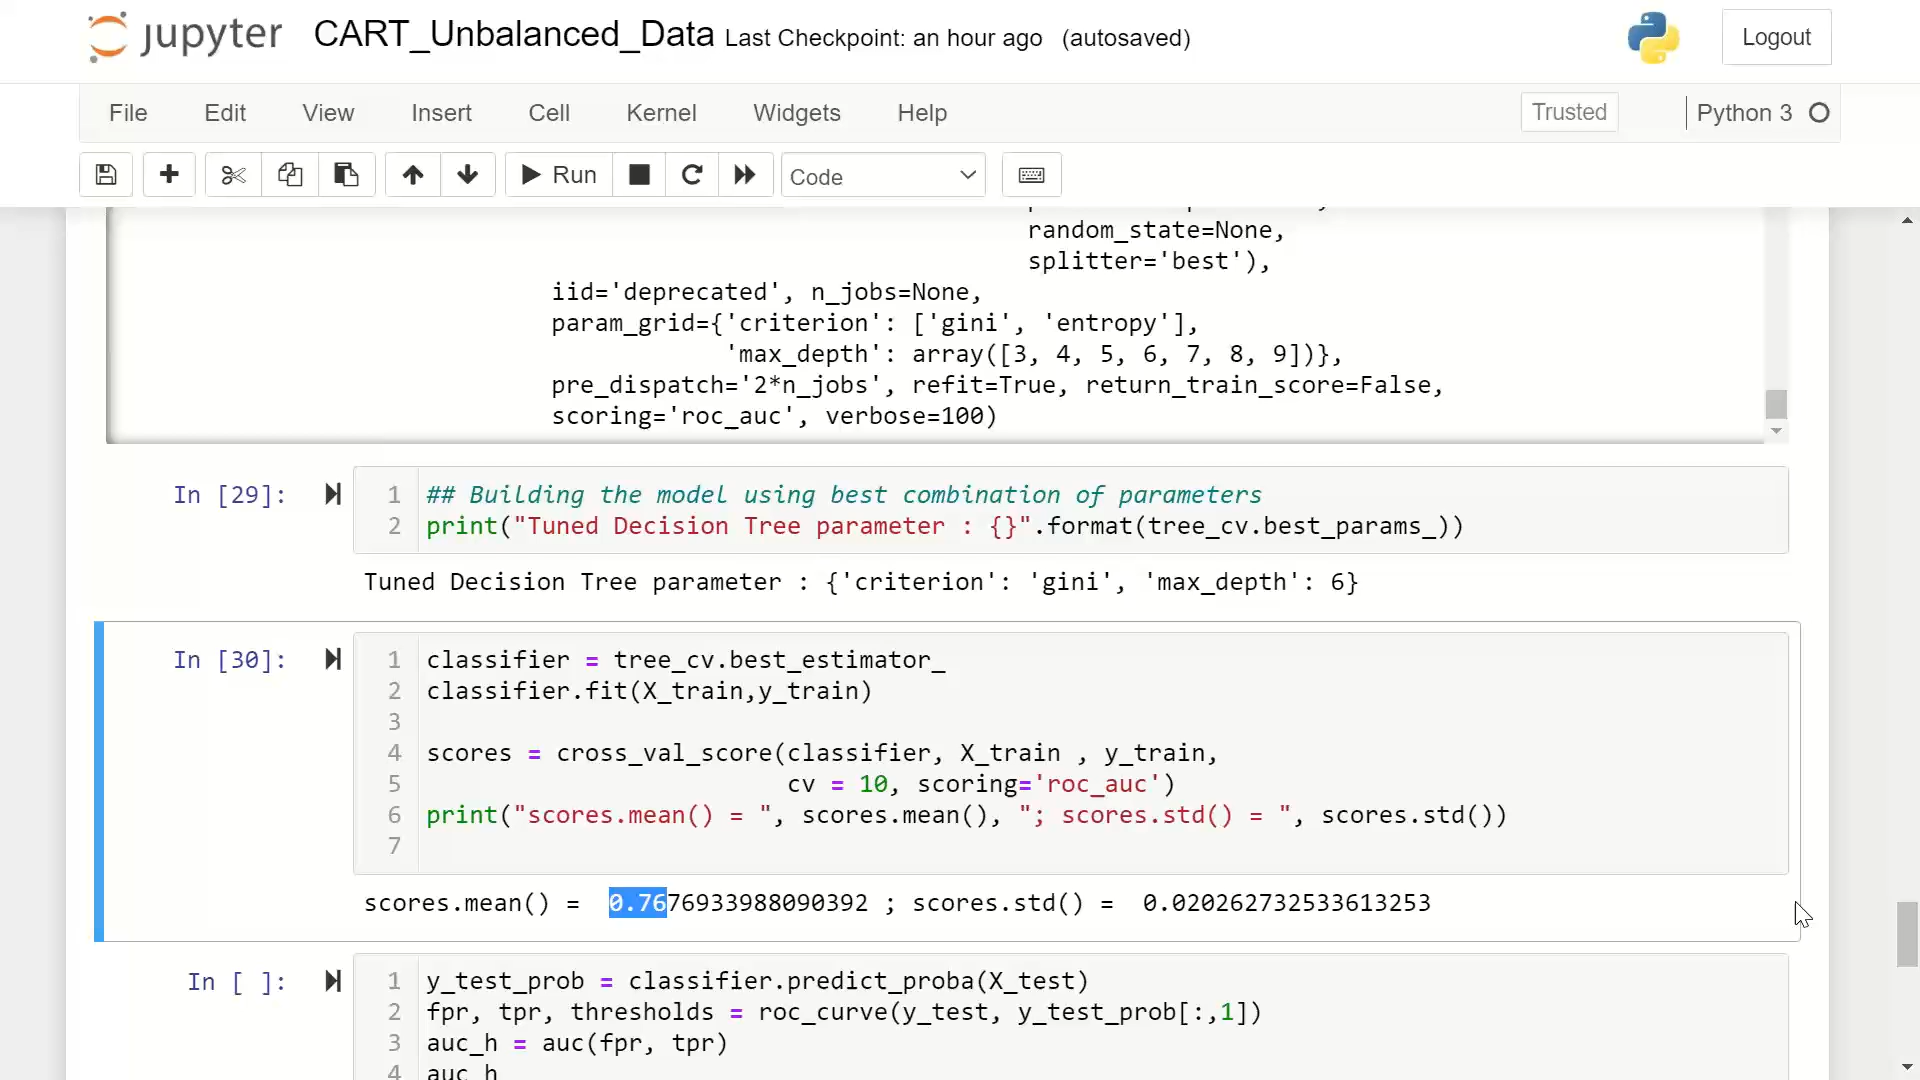 jupyter CART_Unbalanced_Data Last Checkpoint: an hour ago (autosaved) Logout
File Edit View Insert Cell Kernel Widgets Help Trusted Python 3
Run Code
random_state=None,
splitter='best'),
iid='deprecated', n_jobs=None,
param_grid={'criterion': ['gini', 'entropy'],
'max_depth': array([3, 4, 5, 6, 7, 8, 9])},
pre_dispatch='2*n_jobs', refit=True, return_train_score=False,
scoring='roc_auc', verbose=100)
In [29]: 1 ## Building the model using best combination of parameters
2 print("Tuned Decision Tree parameter : {}".format(tree_cv.best_params_))
Tuned Decision Tree parameter : {'criterion': 'gini', 'max_depth': 6}
In [30]: 1 classifier = tree_cv.best_estimator_
2 classifier.fit(X_train,y_train)
3
4 scores = cross_val_score(classifier, X_train , y_train,
5 cv = 10, scoring='roc_auc')
6 print("scores.mean() = ", scores.mean(), "; scores.std() = ", scores.std())
7
scores.mean() = 0.7676933988090392 ; scores.std() = 0.020262732533613253
In [ ]: 1 y_test_prob = classifier.predict_proba(X_test)
2 fpr, tpr, thresholds = roc_curve(y_test, y_test_prob[:,1])
3 auc_h = auc(fpr, tpr)
4 auc_h